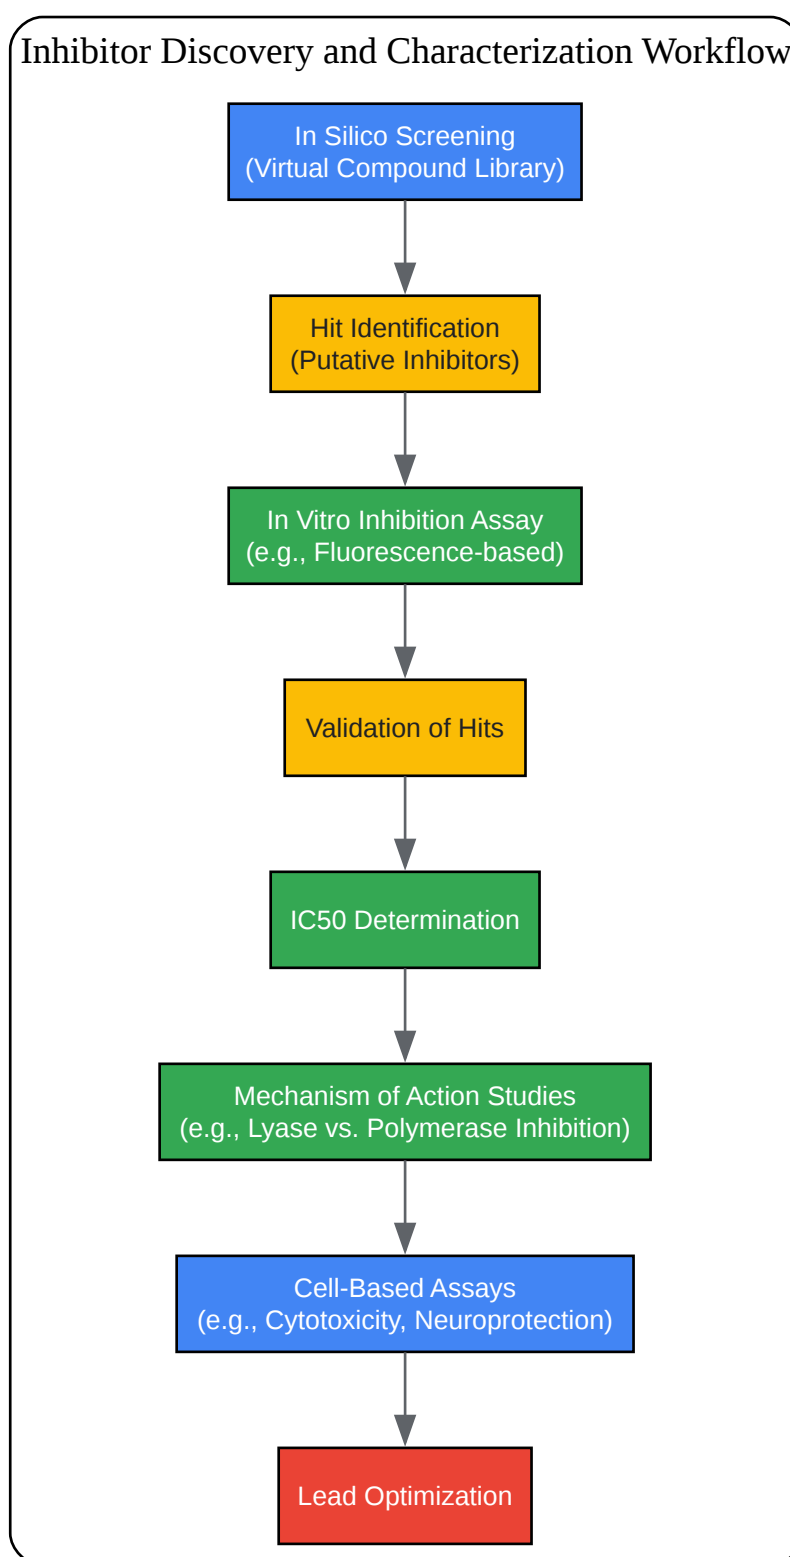 Inhibitor Discovery and Characterization Workflow
In Silico Screening
(Virtual Compound Library)
Hit Identification
(Putative Inhibitors)
In Vitro Inhibition Assay
(e.g., Fluorescence-based)
Validation of Hits
IC50 Determination
Mechanism of Action Studies
(e.g., Lyase vs. Polymerase Inhibition)
Cell-Based Assays
(e.g., Cytotoxicity, Neuroprotection)
Lead Optimization